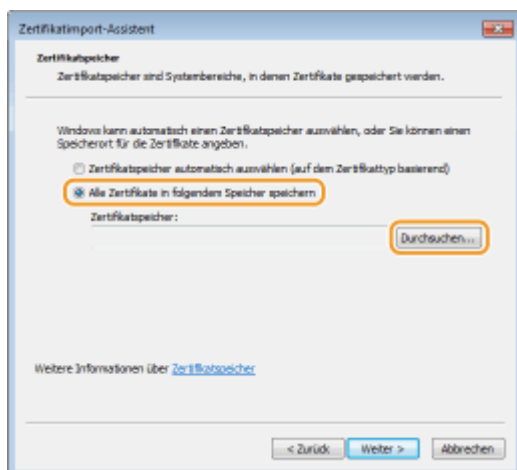 Zertifikatimport-Assistent
Zertifikatspeicher
Zertifikatspeicher sind Systembereiche, in denen Zertifikate gespeichert werden.
Windows kann automatisch einen Zertifikatspeicher auswählen, oder Sie können einen
Speicherort für die Zertifikate angeben.
Zertifikatspeicher automatisch auswählen (auf dem Zertifikattyp basierend)
Alle Zertifikate in folgendem Speicher speichern
Zertifikatspeicher:
Durchsuchen...
Weitere Informationen über Zertifikatspeicher
< Zurück Weiter > Abbrechen